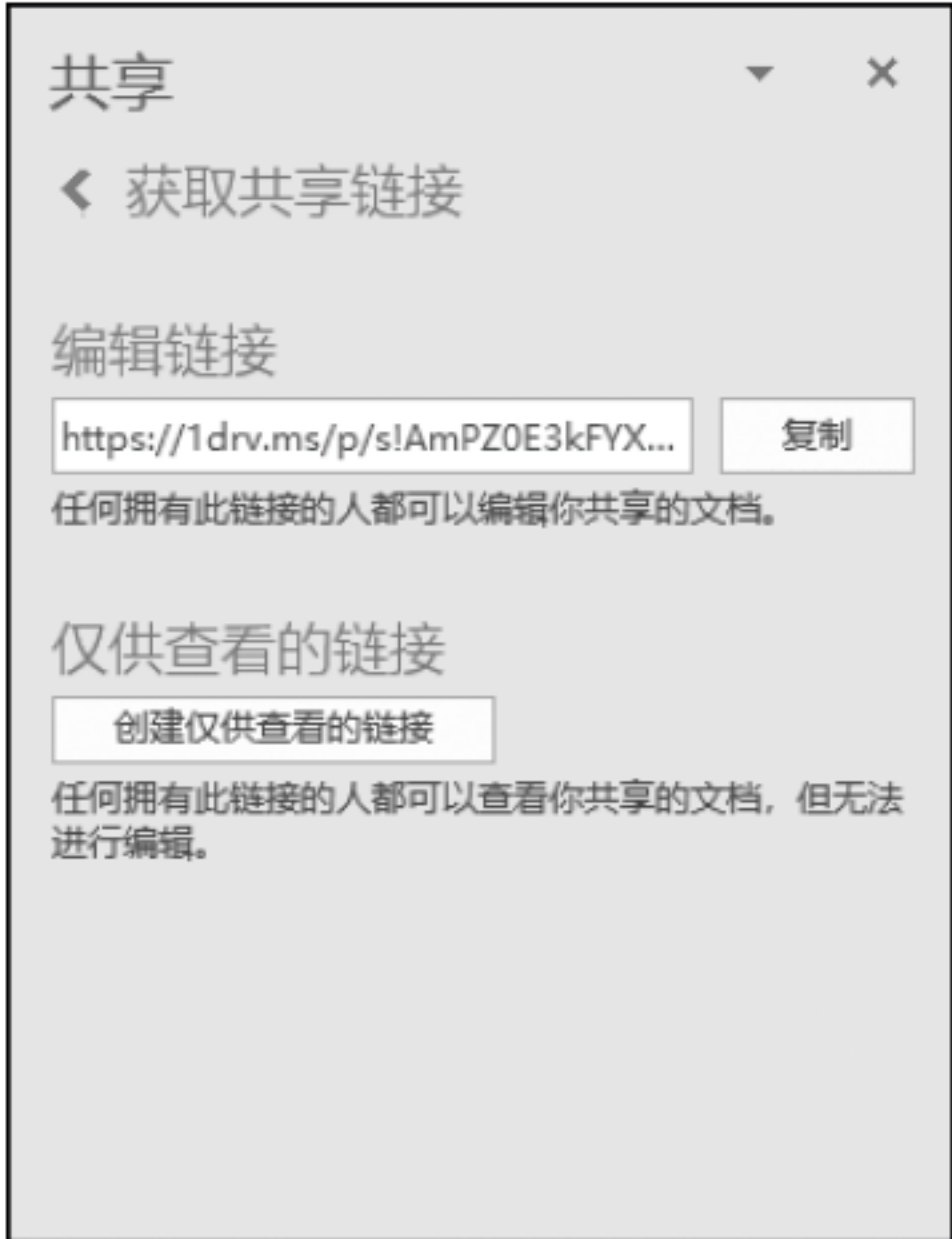 共享
获取共享链接
编辑链接
https://1drv.ms/p/s!AmPZ0E3kFYX... 复制
任何拥有此链接的人都可以编辑你共享的文档。
仅供查看的链接
创建仅供查看的链接
任何拥有此链接的人都可以查看你共享的文档，但无法
进行编辑。